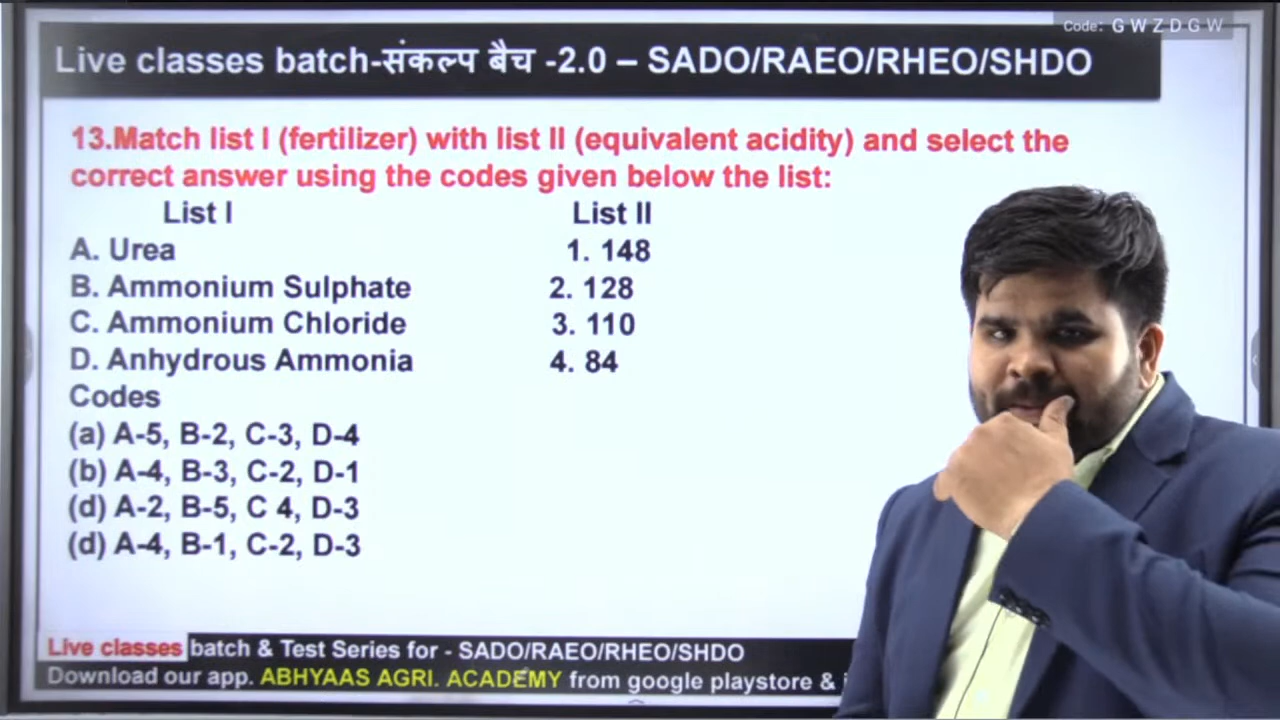 Code: G W Z D G W
Live classes batch-संकल्प बैच -2.0 – SADO/RAEO/RHEO/SHDO
13.Match list I (fertilizer) with list II (equivalent acidity) and select the
correct answer using the codes given below the list:
List I List II
A. Urea 1. 148
B. Ammonium Sulphate 2. 128
C. Ammonium Chloride 3. 110
D. Anhydrous Ammonia 4. 84
Codes
(a) A-5, B-2, C-3, D-4
(b) A-4, B-3, C-2, D-1
(d) A-2, B-5, C 4, D-3
(d) A-4, B-1, C-2, D-3
Live classes batch & Test Series for - SADO/RAEO/RHEO/SHDO
Download our app. ABHYAAS AGRI. ACADEMY from google playstore &